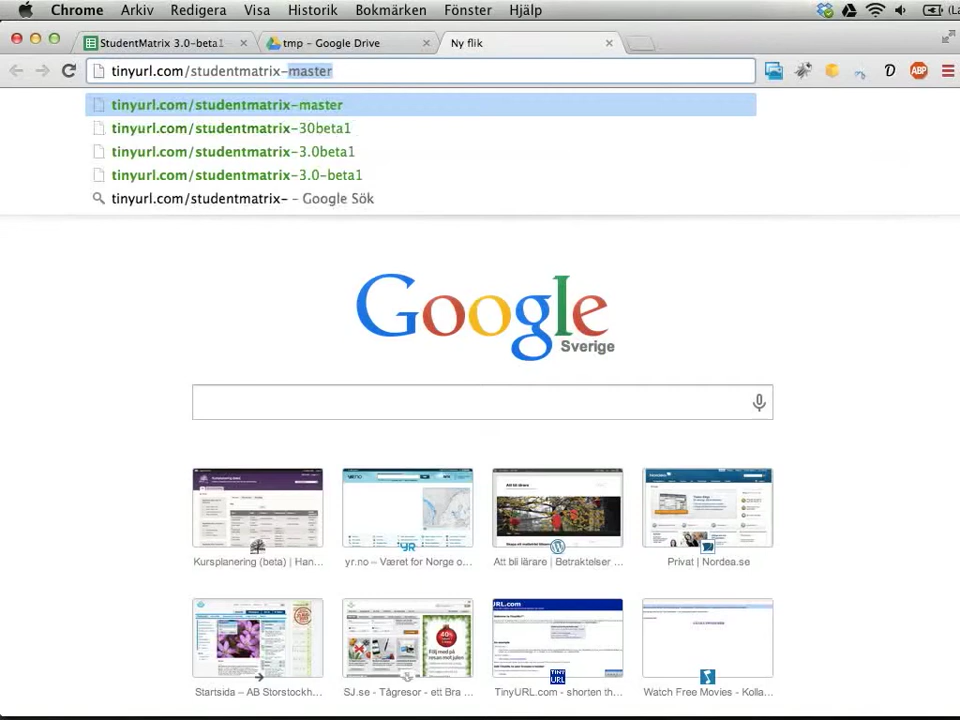 Chrome Arkiv Redigera Visa Historik Bokmärken Fönster Hjälp
StudentMatrix 3.0-beta1 tmp – Google Drive Ny flik
tinyurl.com/studentmatrix-master
tinyurl.com/studentmatrix-master
tinyurl.com/studentmatrix-30beta1
tinyurl.com/studentmatrix-3.0beta1
tinyurl.com/studentmatrix-3.0-beta1
tinyurl.com/studentmatrix- – Google Sök
Google
Sverige
Kursplanering (beta) | Han... yr.no – Været for Norge o... Att bli lärare | Betraktelser ... Privat | Nordea.se
Startsida – AB Storstockh... SJ.se - Tågresor - ett Bra ... TinyURL.com - shorten th... Watch Free Movies - Kolla...